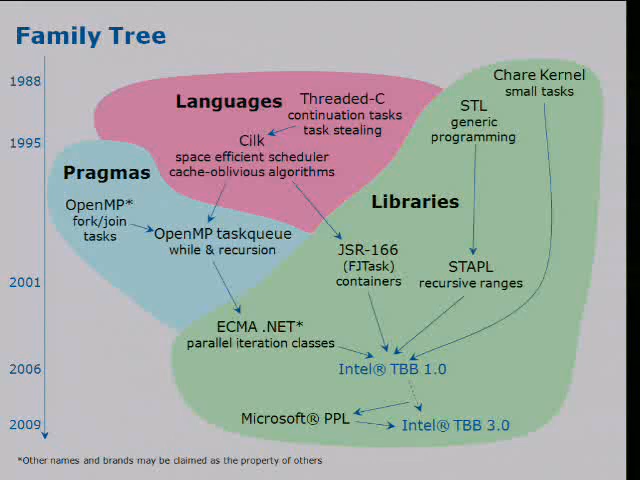 Family Tree
1988
1995
2001
2006
2009
Languages
Threaded-C
continuation tasks
task stealing
Cilk
space efficient scheduler
cache-oblivious algorithms
Chare Kernel
small tasks
STL
generic
programming
Pragmas
OpenMP*
fork/join
tasks
OpenMP taskqueue
while & recursion
Libraries
JSR-166
(FJTask)
containers
STAPL
recursive ranges
ECMA .NET*
parallel iteration classes
Intel® TBB 1.0
Microsoft® PPL
Intel® TBB 3.0
*Other names and brands may be claimed as the property of others